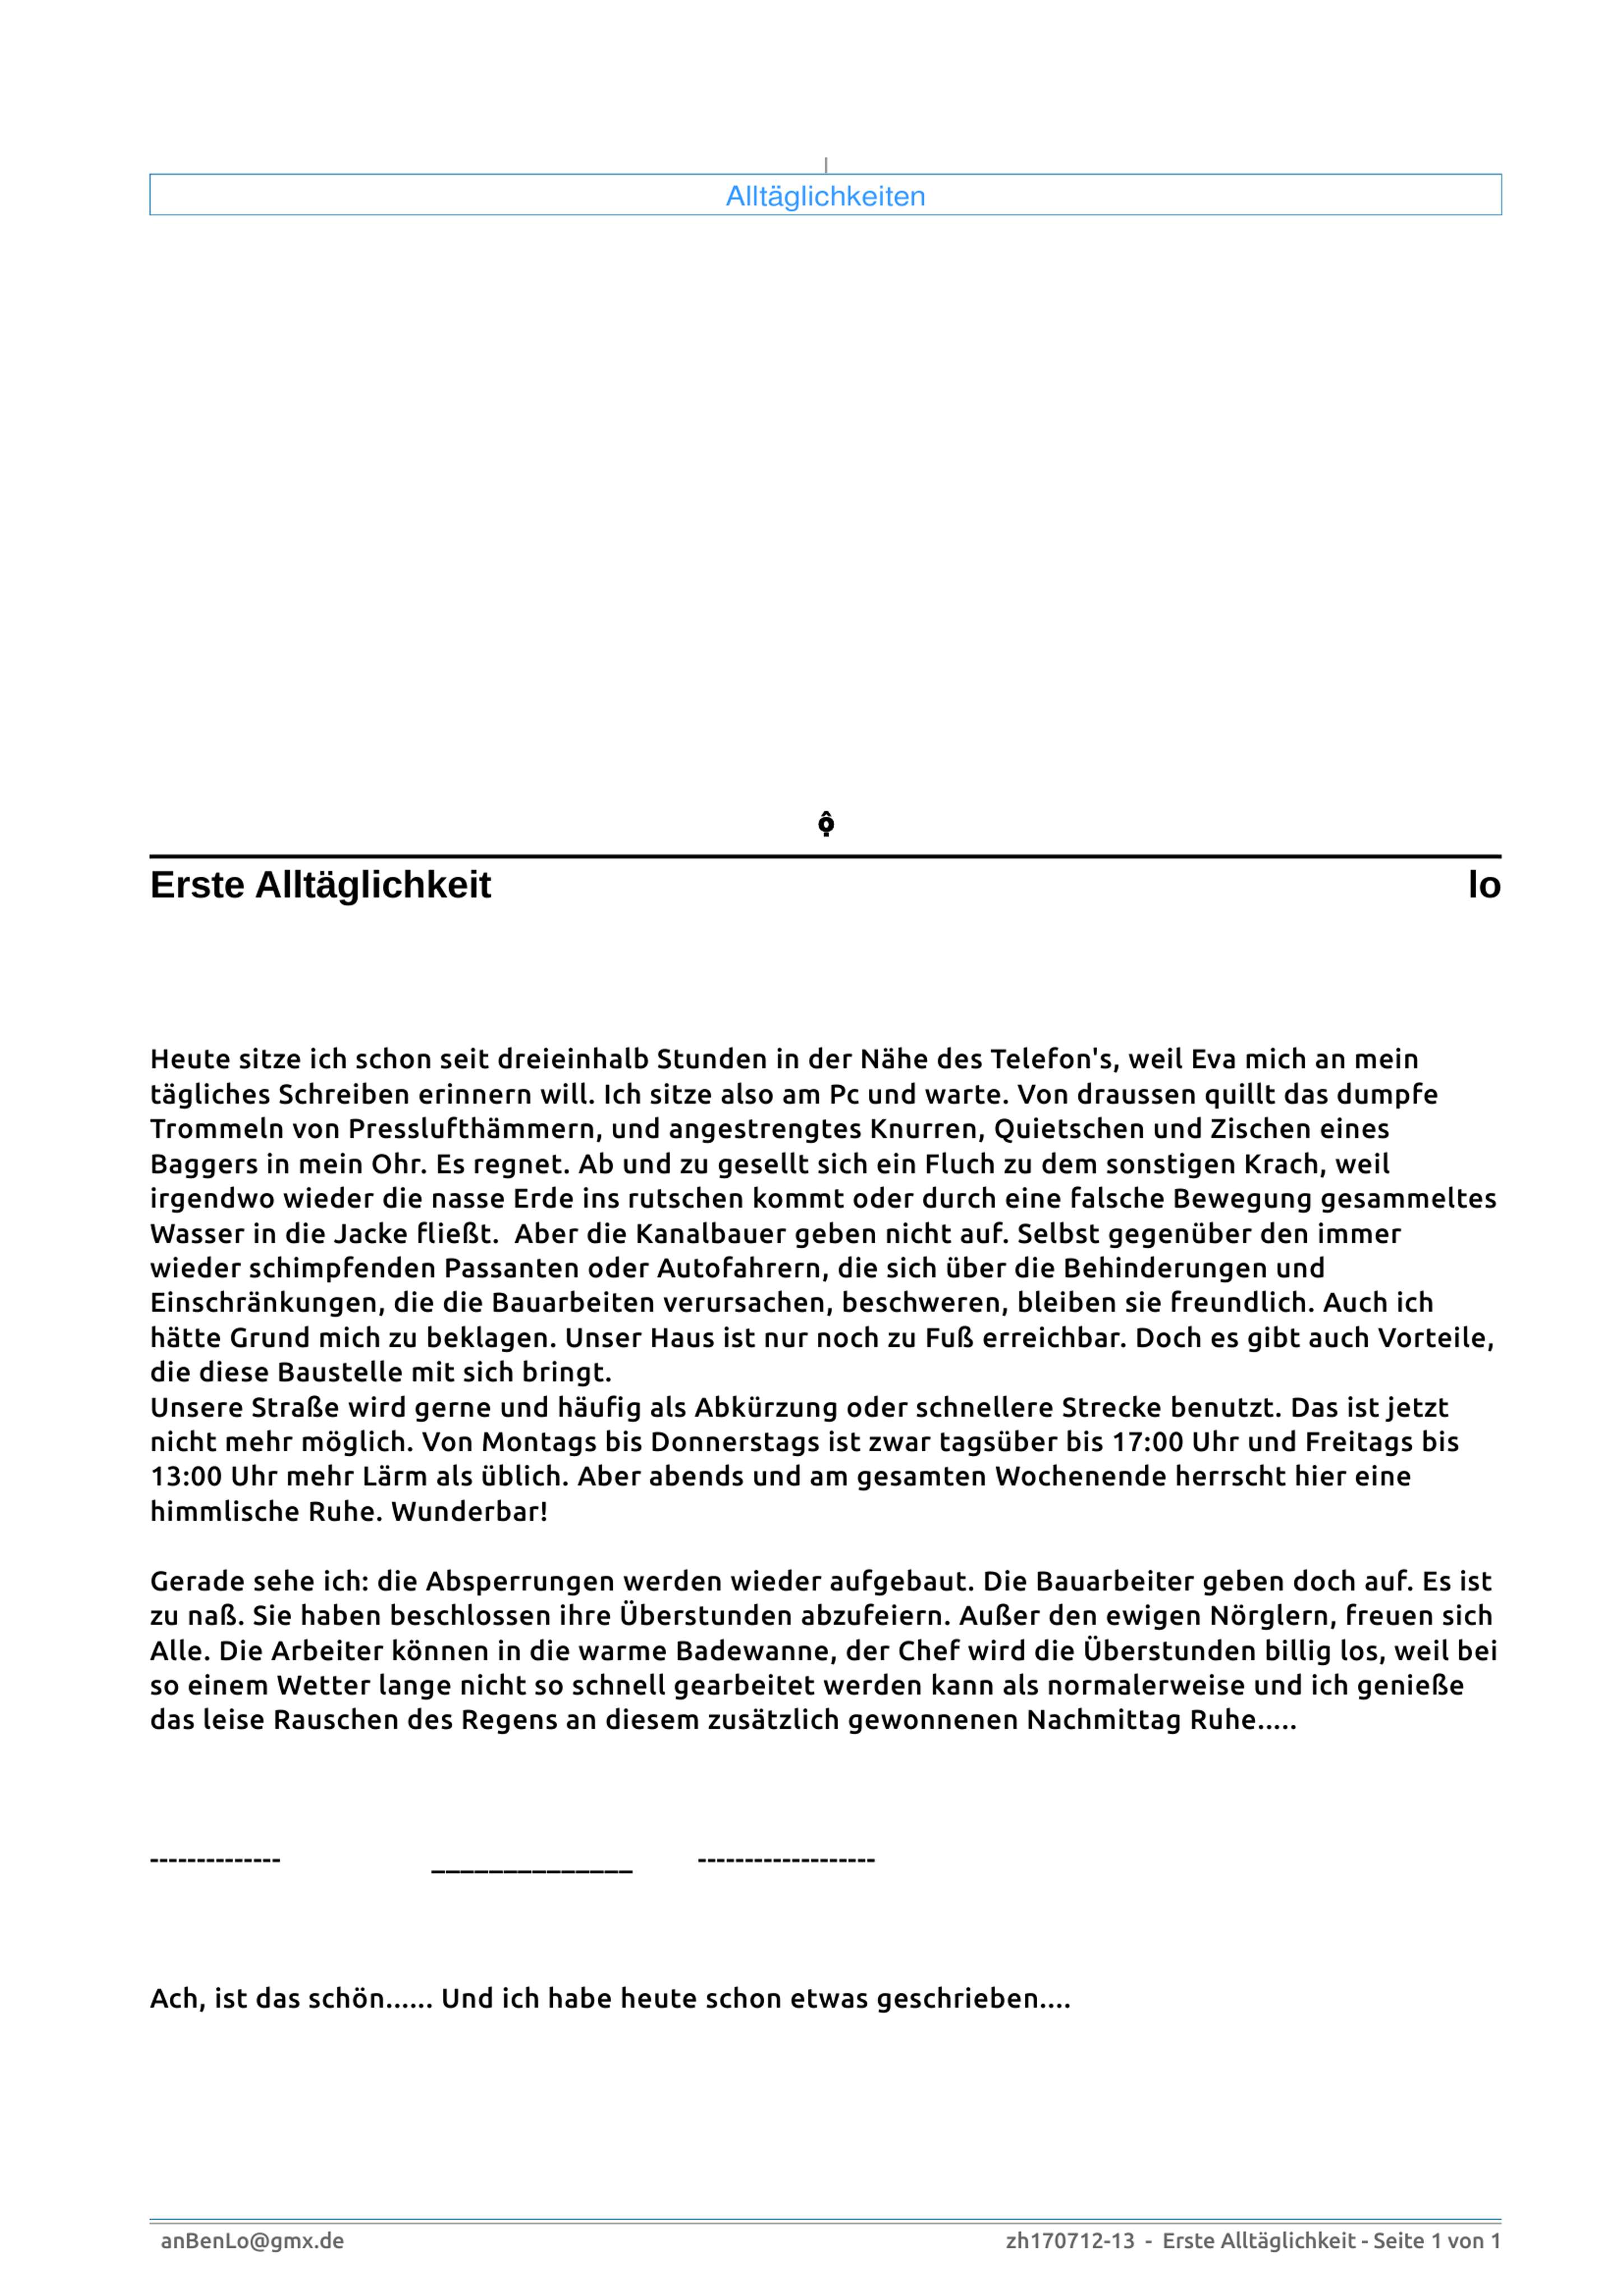 Alltäglichkeiten
Erste Alltäglichkeit lo
Heute sitze ich schon seit dreieinhalb Stunden in der Nähe des Telefon's, weil Eva mich an mein
tägliches Schreiben erinnern will. Ich sitze also am Pc und warte. Von draussen quillt das dumpfe
Trommeln von Presslufthämmern, und angestrengtes Knurren, Quietschen und Zischen eines
Baggers in mein Ohr. Es regnet. Ab und zu gesellt sich ein Fluch zu dem sonstigen Krach, weil
irgendwo wieder die nasse Erde ins rutschen kommt oder durch eine falsche Bewegung gesammeltes
Wasser in die Jacke fließt.  Aber die Kanalbauer geben nicht auf. Selbst gegenüber den immer
wieder schimpfenden Passanten oder Autofahrern, die sich über die Behinderungen und
Einschränkungen, die die Bauarbeiten verursachen, beschweren, bleiben sie freundlich. Auch ich
hätte Grund mich zu beklagen. Unser Haus ist nur noch zu Fuß erreichbar. Doch es gibt auch Vorteile,
die diese Baustelle mit sich bringt.
Unsere Straße wird gerne und häufig als Abkürzung oder schnellere Strecke benutzt. Das ist jetzt
nicht mehr möglich. Von Montags bis Donnerstags ist zwar tagsüber bis 17:00 Uhr und Freitags bis
13:00 Uhr mehr Lärm als üblich. Aber abends und am gesamten Wochenende herrscht hier eine
himmlische Ruhe. Wunderbar!
Gerade sehe ich: die Absperrungen werden wieder aufgebaut. Die Bauarbeiter geben doch auf. Es ist
zu naß. Sie haben beschlossen ihre Überstunden abzufeiern. Außer den ewigen Nörglern, freuen sich
Alle. Die Arbeiter können in die warme Badewanne, der Chef wird die Überstunden billig los, weil bei
so einem Wetter lange nicht so schnell gearbeitet werden kann als normalerweise und ich genieße
das leise Rauschen des Regens an diesem zusätzlich gewonnenen Nachmittag Ruhe.....
-------------- ______________ -------------------
Ach, ist das schön...... Und ich habe heute schon etwas geschrieben....
anBenLo@gmx.de zh170712-13 - Erste Alltäglichkeit - Seite 1 von 1